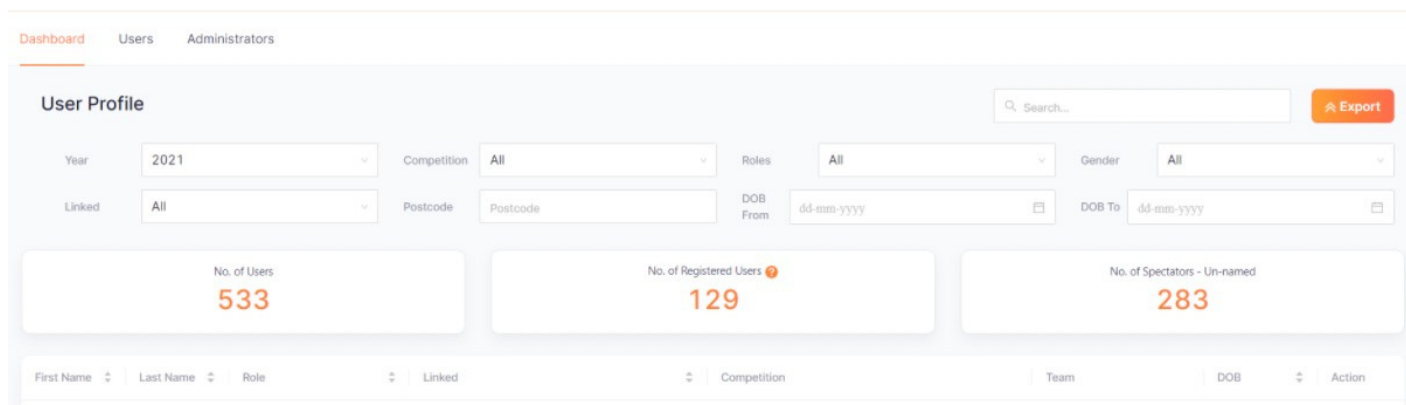 Dashboard Users Administrators
User Profile Search... Export
Year 2021 Competition All Roles All Gender All
Linked All Postcode Postcode DOB From dd-mm-yyyy DOB To dd-mm-yyyy
No. of Users No. of Registered Users ? No. of Spectators - Un-named
533 129 283
First Name Last Name Role Linked Competition Team DOB Action